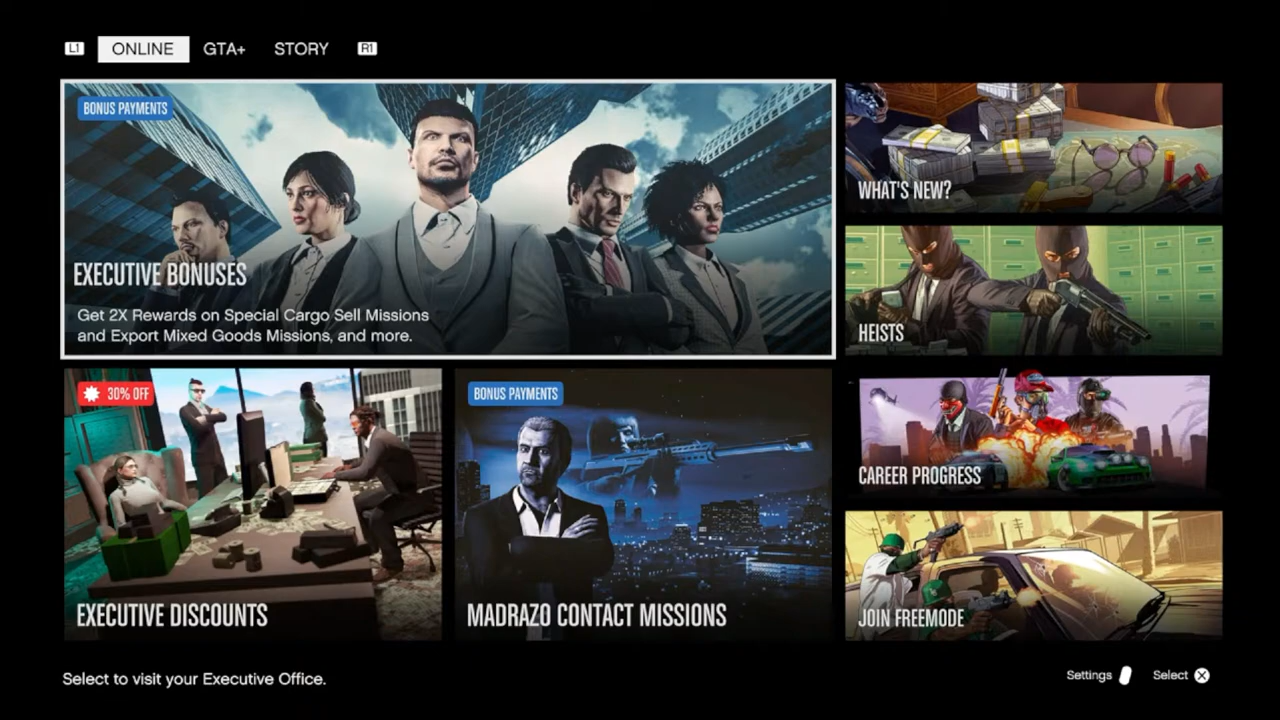 L1 ONLINE GTA+ STORY R1
BONUS PAYMENTS
EXECUTIVE BONUSES
Get 2X Rewards on Special Cargo Sell Missions
and Export Mixed Goods Missions, and more.
WHAT'S NEW?
HEISTS
30% OFF
EXECUTIVE DISCOUNTS
BONUS PAYMENTS
MADRAZO CONTACT MISSIONS
CAREER PROGRESS
JOIN FREEMODE
Select to visit your Executive Office.
Settings Select